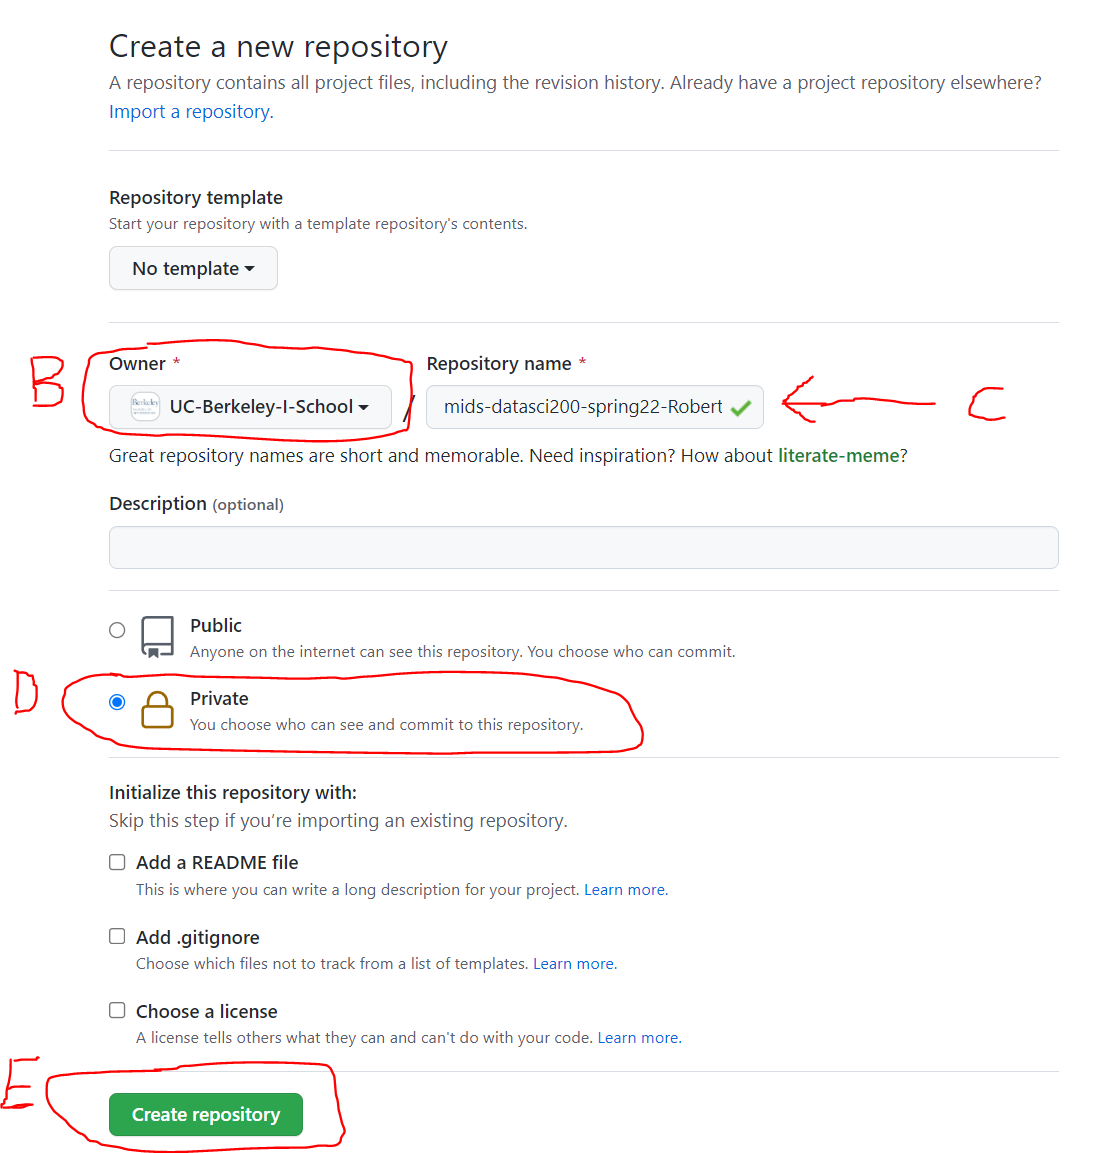 Create a new repository
A repository contains all project files, including the revision history. Already have a project repository elsewhere?
Import a repository.
Repository template
Start your repository with a template repository's contents.
No template
B
Owner *
Repository name *
UC-Berkeley-I-School
/
mids-datasci200-spring22-Robert
C
Great repository names are short and memorable. Need inspiration? How about literate-meme?
Description (optional)
Public
Anyone on the internet can see this repository. You choose who can commit.
D
Private
You choose who can see and commit to this repository.
Initialize this repository with:
Skip this step if you're importing an existing repository.
Add a README file
This is where you can write a long description for your project. Learn more.
Add .gitignore
Choose which files not to track from a list of templates. Learn more.
Choose a license
A license tells others what they can and can't do with your code. Learn more.
E
Create repository